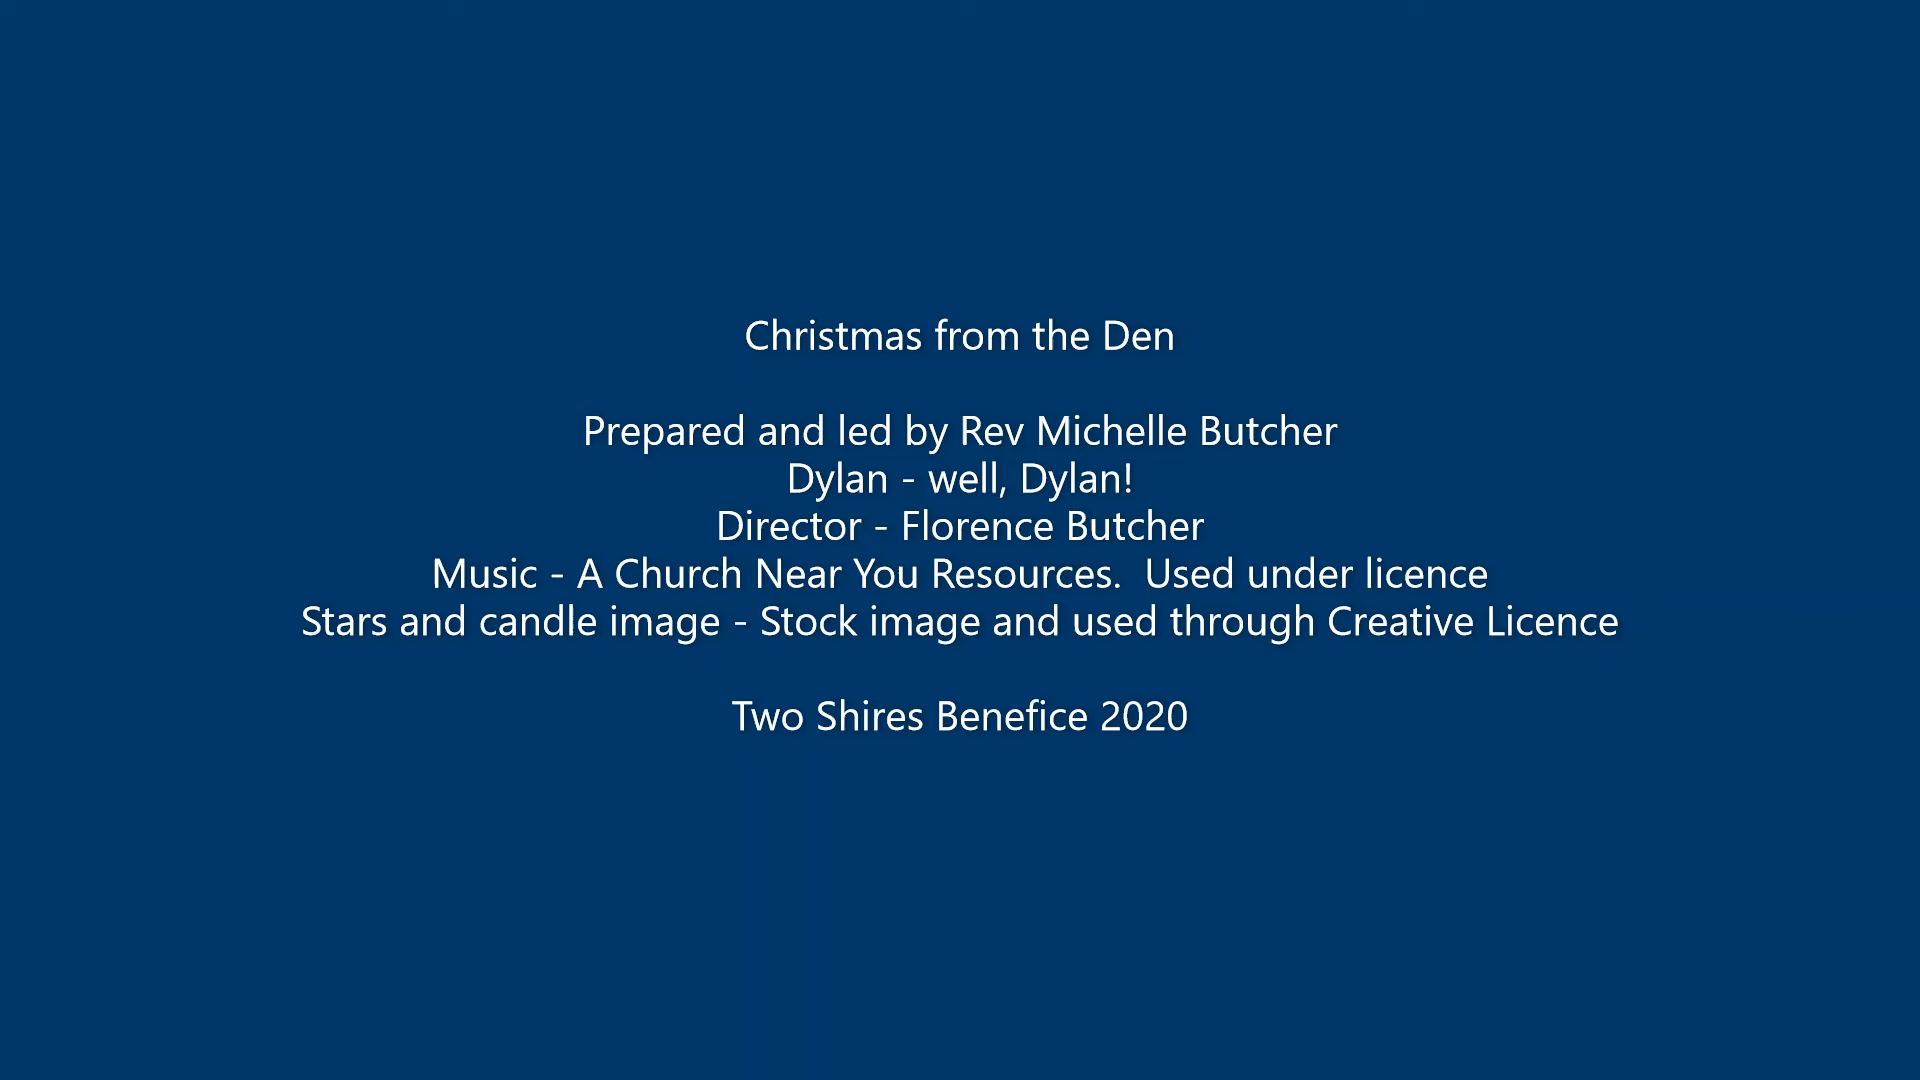 Christmas from the Den
Prepared and led by Rev Michelle Butcher
Dylan - well, Dylan!
Director - Florence Butcher
Music - A Church Near You Resources.  Used under licence
Stars and candle image - Stock image and used through Creative Licence
Two Shires Benefice 2020